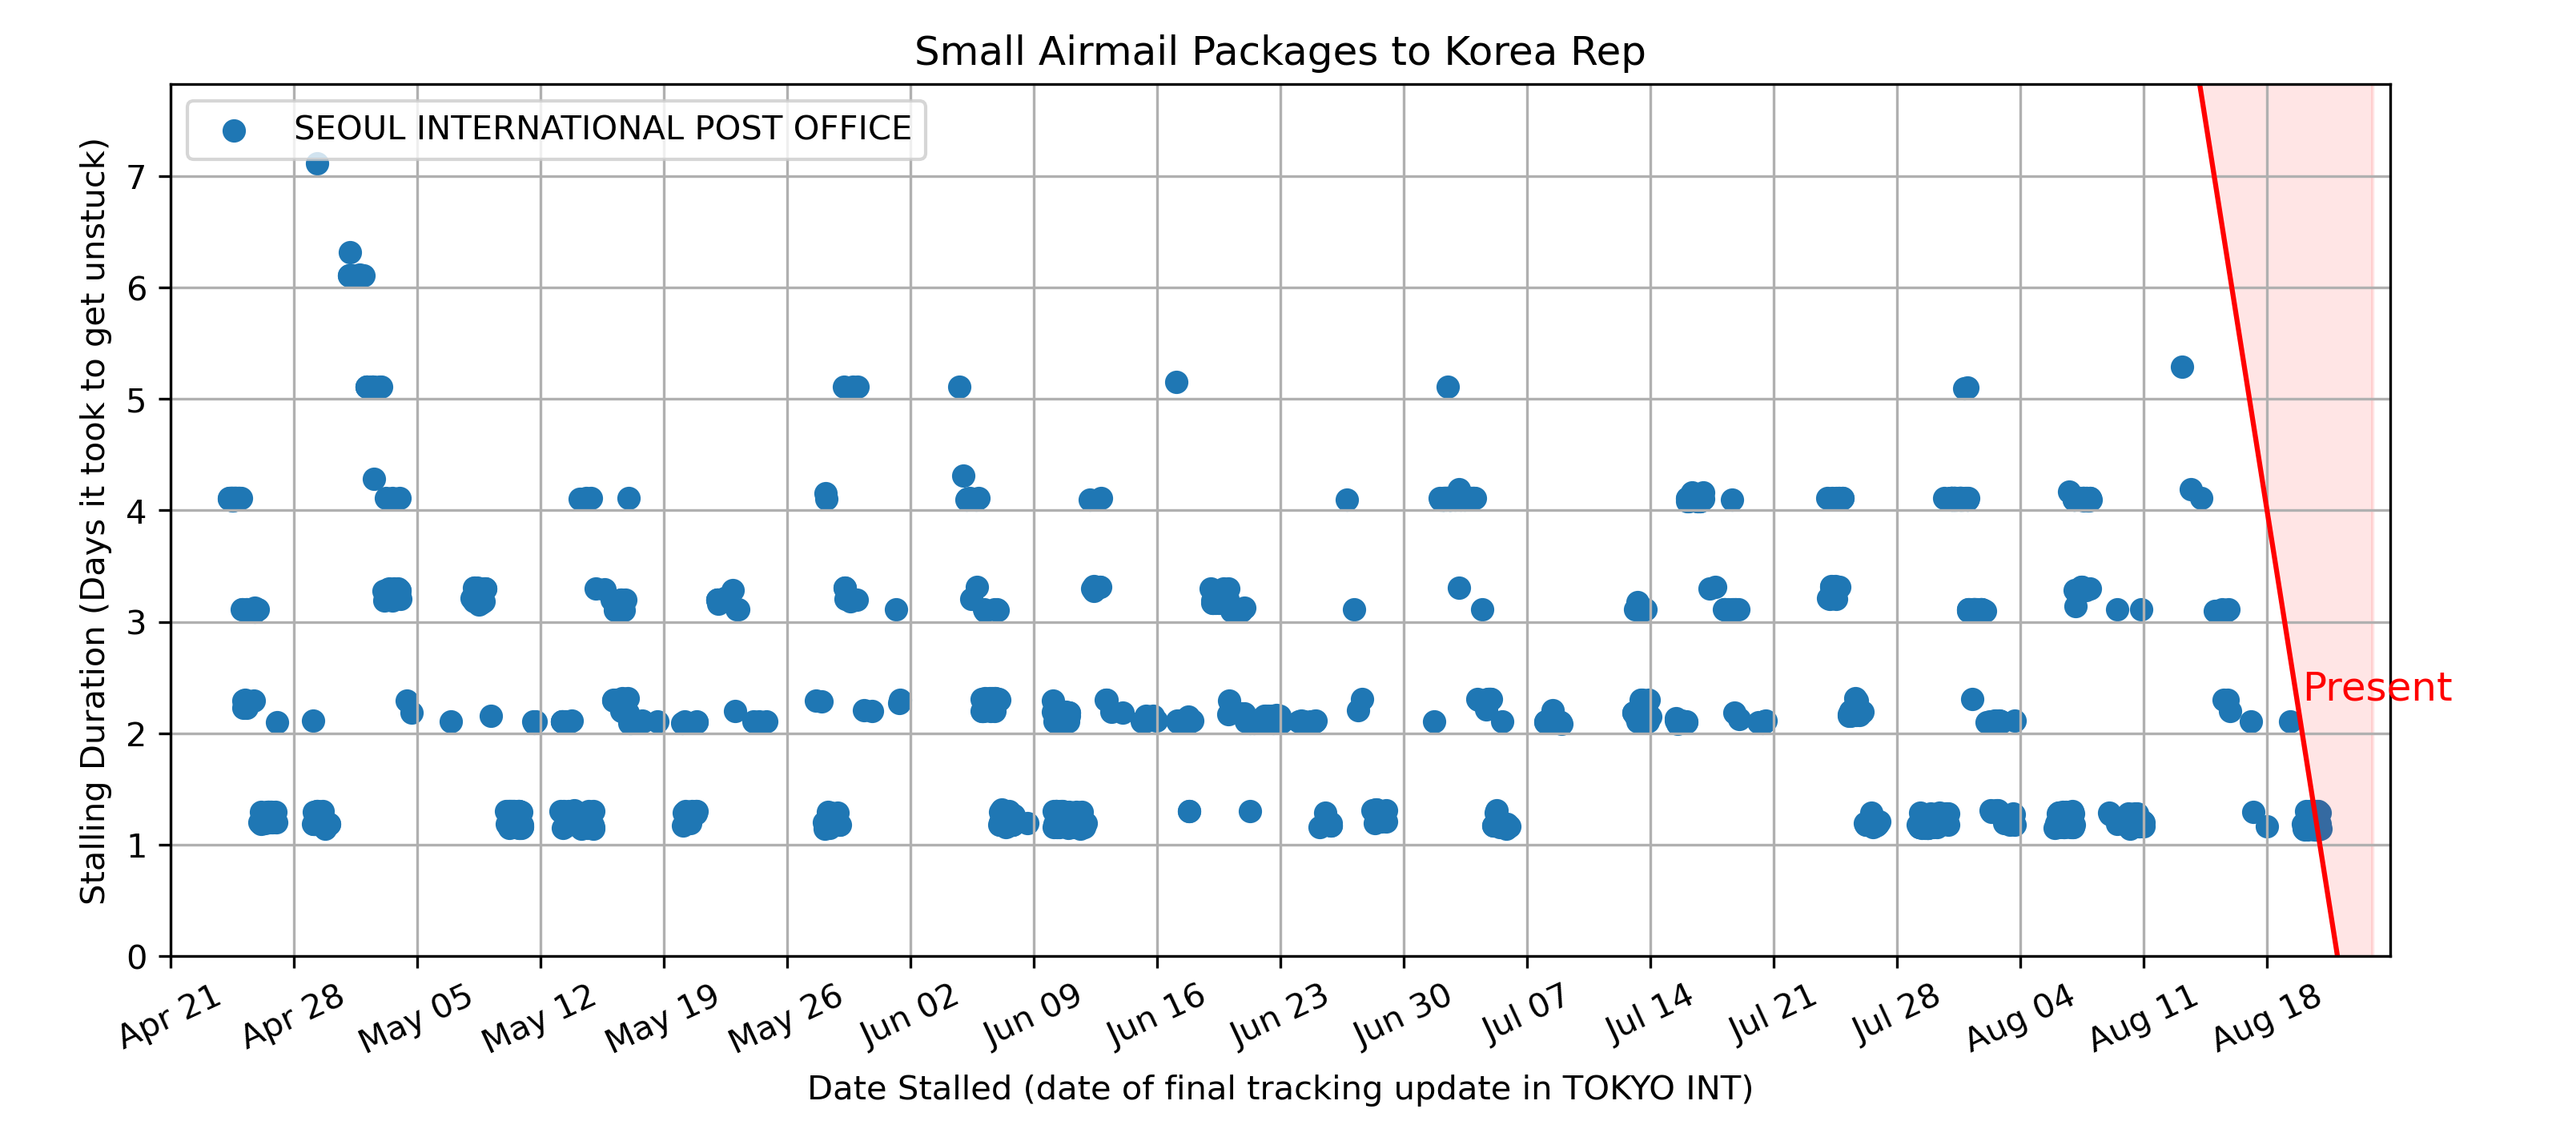 Small Airmail Packages to Korea Rep
SEOUL INTERNATIONAL POST OFFICE
Stalling Duration (Days it took to get unstuck)
7
6
5
4
3
2
1
0
Present
Apr 21
Apr 28
May 05
May 12
May 19
May 26
Jun 02
Jun 09
Jun 16
Jun 23
Jun 30
Jul 07
Jul 14
Jul 21
Jul 28
Aug 04
Aug 11
Aug 18
Date Stalled (date of final tracking update in TOKYO INT)